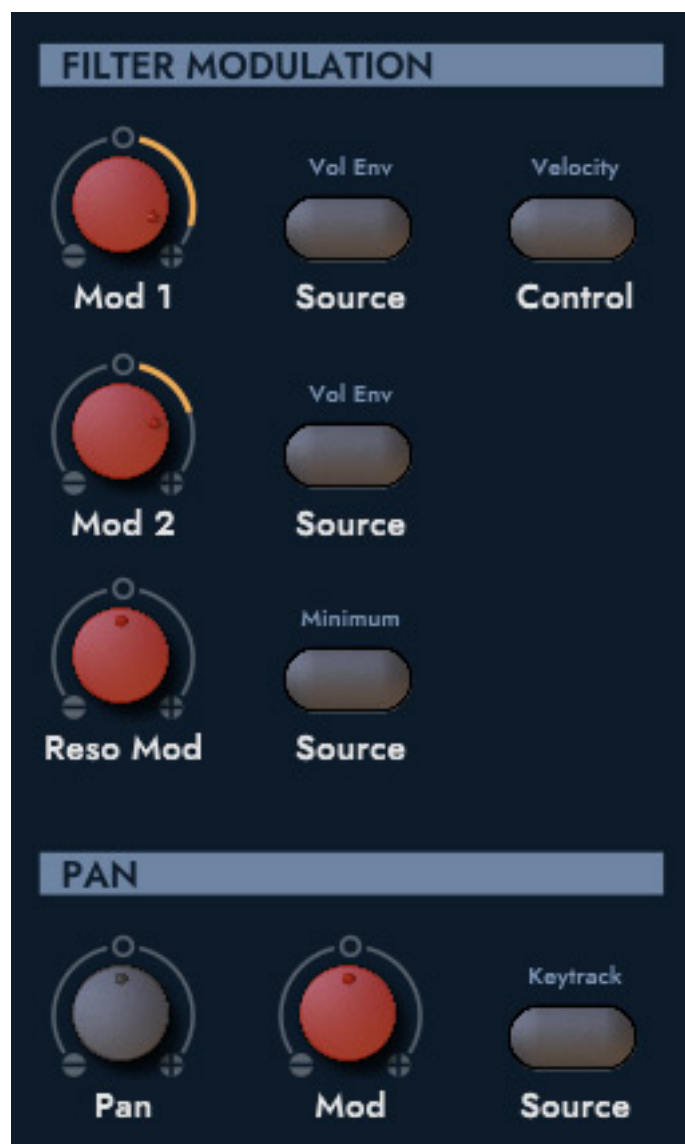 FILTER MODULATION
Vol Env
Velocity
Mod 1
Source
Control
Vol Env
Mod 2
Source
Minimum
Reso Mod
Source
PAN
Keytrack
Pan
Mod
Source